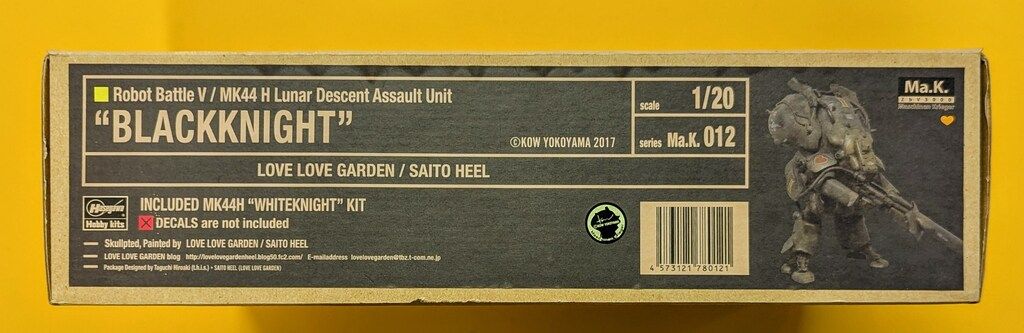 Robot Battle V / MK44 H Lunar Descent Assault Unit
"BLACKKNIGHT"
©KOW YOKOYAMA 2017
scale 1/20
series Ma.K. 012
LOVE LOVE GARDEN / SAITO HEEL
Hasegawa
Hobby kits
INCLUDED MK44H "WHITEKNIGHT" KIT
DECALS are not included
Skullpted, Painted by LOVE LOVE GARDEN / SAITO HEEL
LOVE LOVE GARDEN blog http://lovelovegardenheel.blog50.fc2.com/ E-mailaddress lovelovegarden@tbz.t-com.ne.jp
Package Designed by Taguchi Hiroaki (t.h.i.s.) + SAITO HEEL (LOVE LOVE GARDEN)
4 573121 780121
Ma.K.
ZbV3000
Maschinen Krieger